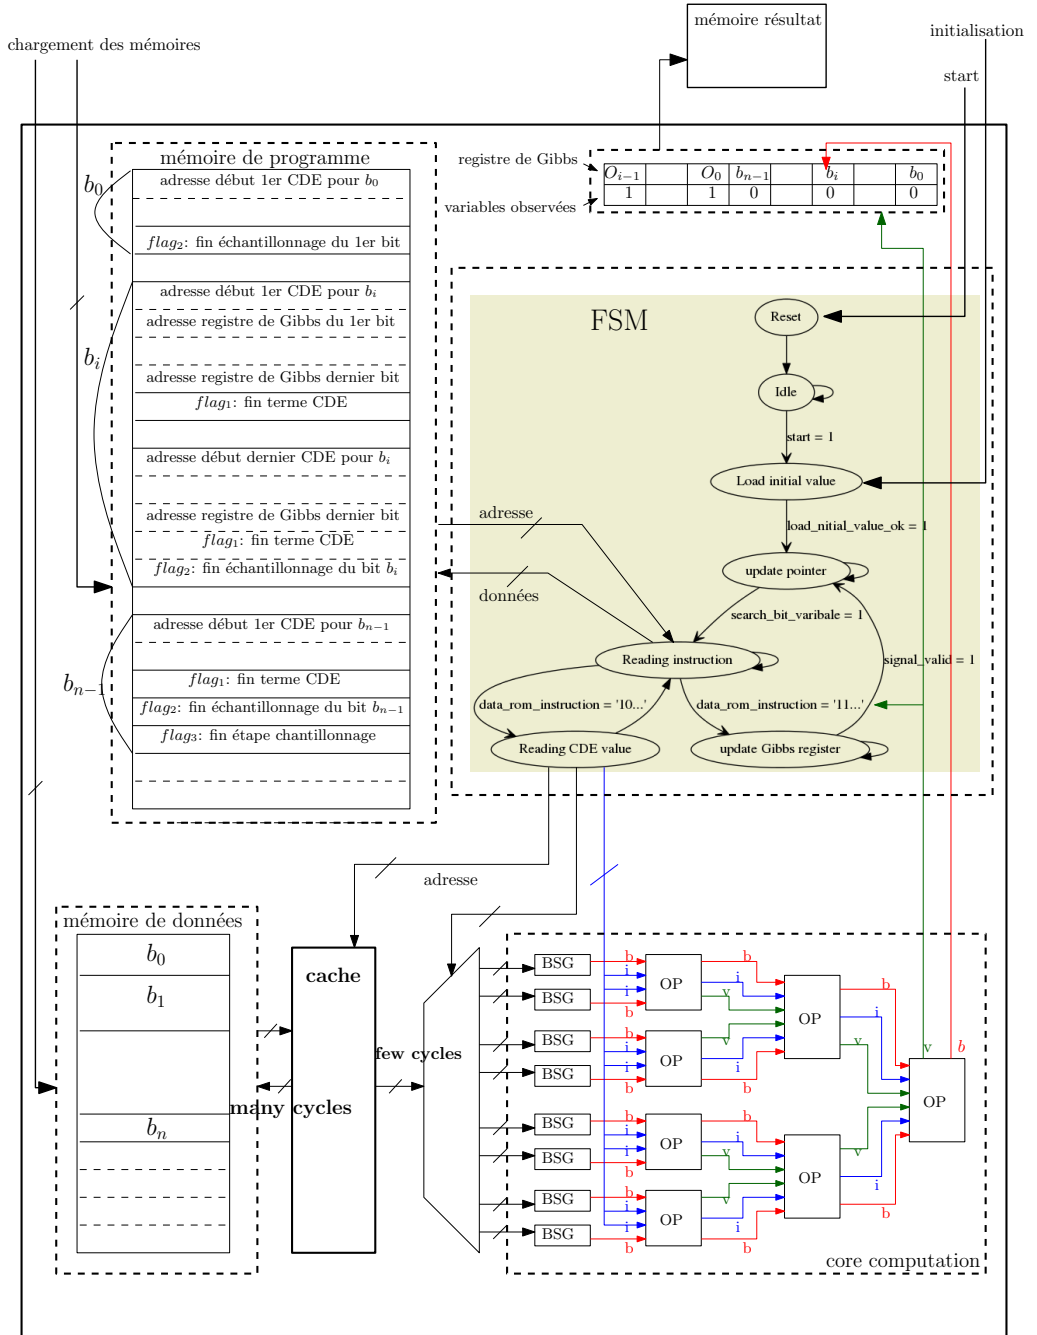 mémoire résultat
initialisation
chargement des mémoires
start
mémoire de programme
registre de Gibbs
variables observées
O_{i−1} O_0 b_{n−1} b_i b_0
1 1 0 0 0
b_0
adresse début 1er CDE pour b_0
flag_2: fin échantillonnage du 1er bit
b_i
adresse début 1er CDE pour b_i
adresse registre de Gibbs du 1er bit
adresse registre de Gibbs dernier bit
flag_1: fin terme CDE
adresse début dernier CDE pour b_i
adresse registre de Gibbs dernier bit
flag_1: fin terme CDE
flag_2: fin échantillonnage du bit b_i
b_{n−1}
adresse début 1er CDE pour b_{n−1}
flag_1: fin terme CDE
flag_2: fin échantillonnage du bit b_{n−1}
flag_3: fin étape chantillonnage
FSM
Reset
Idle
start = 1
Load initial value
load_nitial_value_ok = 1
update pointer
search_bit_varibale = 1
adresse
données
Reading instruction
signal_valid = 1
data_rom_instruction = '10...'
data_rom_instruction = '11...'
Reading CDE value
update Gibbs register
adresse
mémoire de données
b_0
b_1
b_n
cache
few cycles
many cycles
BSG
b
i
OP
b
i
v
i
BSG
b
BSG
b
i
OP
v
i
b
i
BSG
b
OP
b
i
v
BSG
b
i
OP
b
i
v
i
BSG
b
BSG
b
i
OP
v
i
b
i
BSG
b
OP
v
i
b
v
b
OP
core computation